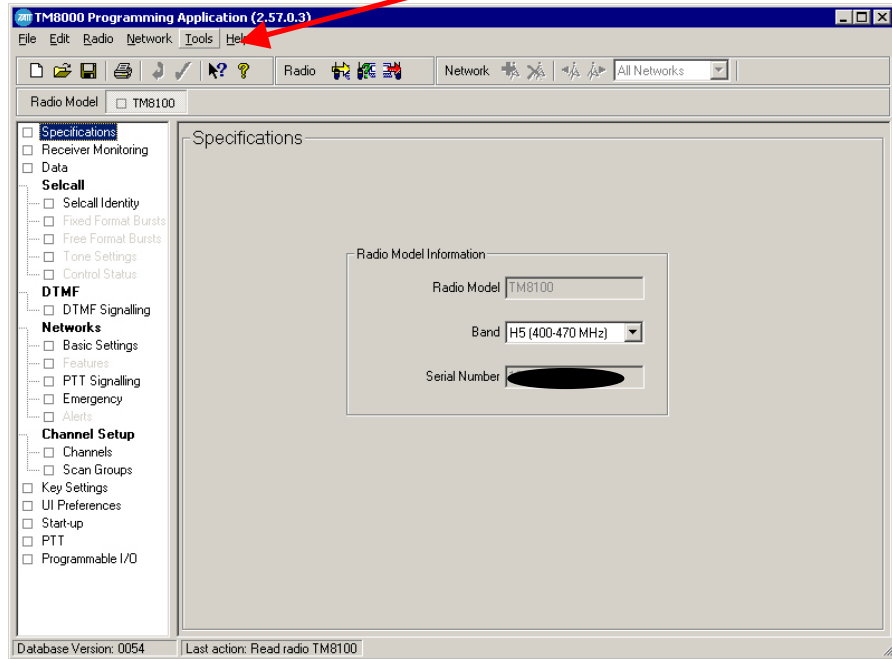 TAIT TM8000 Programming Application (2.57.0.3)
File Edit Radio Network Tools Help
Radio Network All Networks
Radio Model TM8100
Specifications
Receiver Monitoring
Data
Selcall
Selcall Identity
Fixed Format Bursts
Free Format Bursts
Tone Settings
Control Status
DTMF
DTMF Signalling
Networks
Basic Settings
Features
PTT Signalling
Emergency
Alerts
Channel Setup
Channels
Scan Groups
Key Settings
UI Preferences
Start-up
PTT
Programmable I/O
Specifications
Radio Model Information
Radio Model TM8100
Band H5 (400-470 MHz)
Serial Number
Database Version: 0054 Last action: Read radio TM8100